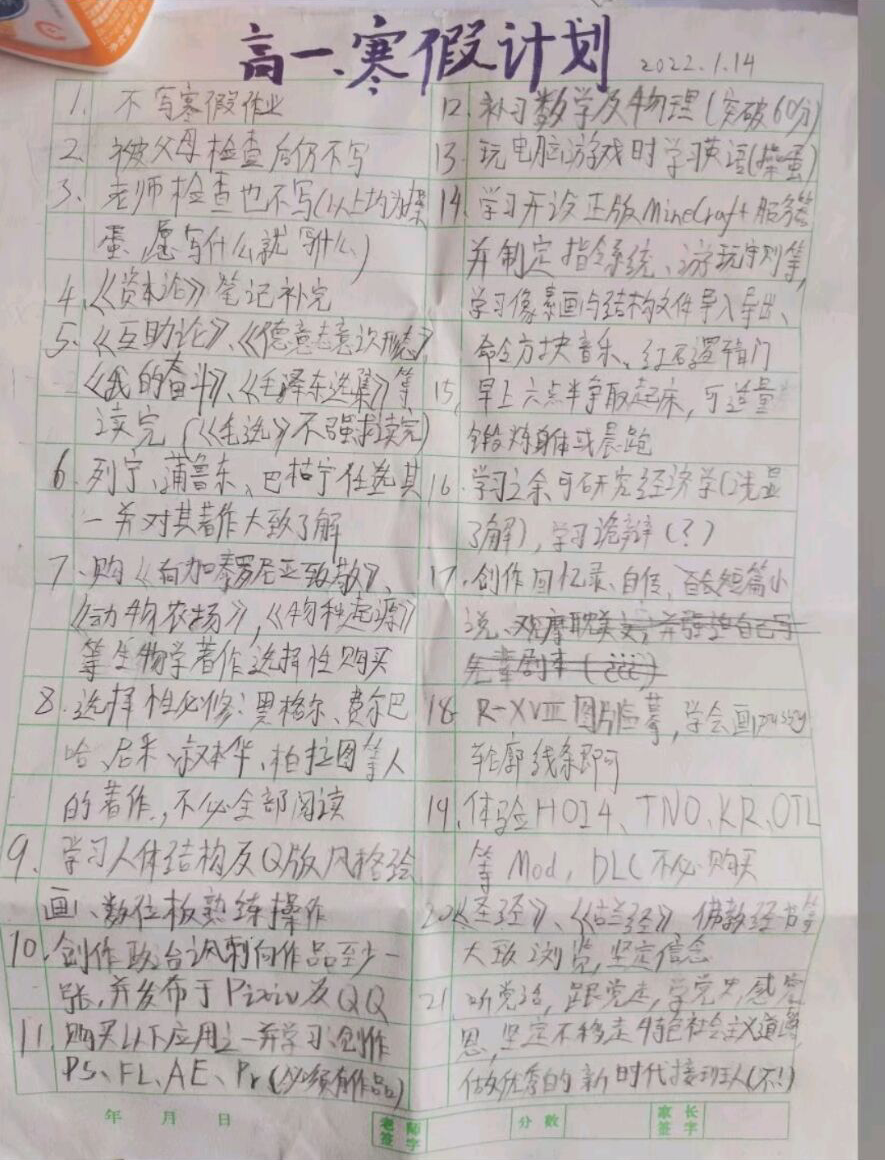 高一寒假计划 2022.1.14
1. 不写寒假作业
2. 被父母检查后仍不写
3. 老师检查也不写(以上均为操
蛋、愿写什么就写什么)
4.《资本论》笔记补完
5.《互助论》、《德意志意识形态》、
《我的奋斗》、《毛泽东选集》等
读完(《毛选》不强求读完)
6. 列宁、蒲鲁东、巴枯宁任选其
一并对其著作大致了解
7. 购《向加泰罗尼亚致敬》、
《动物农场》,《物种起源》
等生物学著作选择性购买
8. 选择性必修:黑格尔、费尔巴
哈、尼采、叔本华、柏拉图等人
的著作,不必全部阅读
9. 学习人体结构及Q版风格绘
画、数位板熟练操作
10. 创作政治讽刺向作品至少一
张,并发布于Pixiv及QQ
11. 购买以下应用之一并学习、创作
PS、FL、AE、Pr(必须有作品)
12. 补习数学及物理(突破60分)
13. 玩电脑游戏时学习英语(操蛋)
14. 学习开设正版MineCraft服务器
并制定指令系统、游玩守则等,
学习像素画与结构文件导入导出、
命令方块音乐、红石暗门
15. 早上六点半争取起床,可适量
锻炼身体或晨跑
16. 学习之余可研究经济学(浅显
了解),学习诡辩(?)
17. 创作回忆录、自传、中短篇小
说、观摩耽美文,并强迫自己写
先辈剧本(
18. R-XVIII图片临摹,学会画
轮廓线条即可
19. 体验HOI4、TNO、KR、OTL
等Mod,DLC不必购买
20.《圣经》、《古兰经》、佛教经书等
大致浏览,坚定信念
21. 听党话,跟党走,学党史,感党
恩,坚定不移走特色社会主义道路,
做优秀的新时代接班人(不!)
年 月 日 老师签字 分数 家长签字